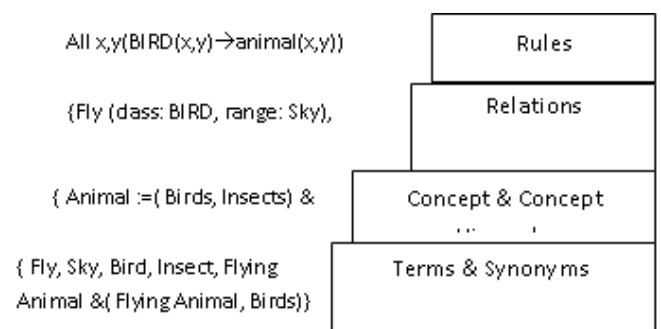 All x,y(BIRD(x,y)→animal(x,y))
Rules
{Fly (class: BIRD, range: Sky),
Relations
{ Animal :=( Birds, Insects) &
Concept & Concept
{ Fly, Sky, Bird, Insect, Flying
Animal &( Flying Animal, Birds)}
Terms & Synonyms